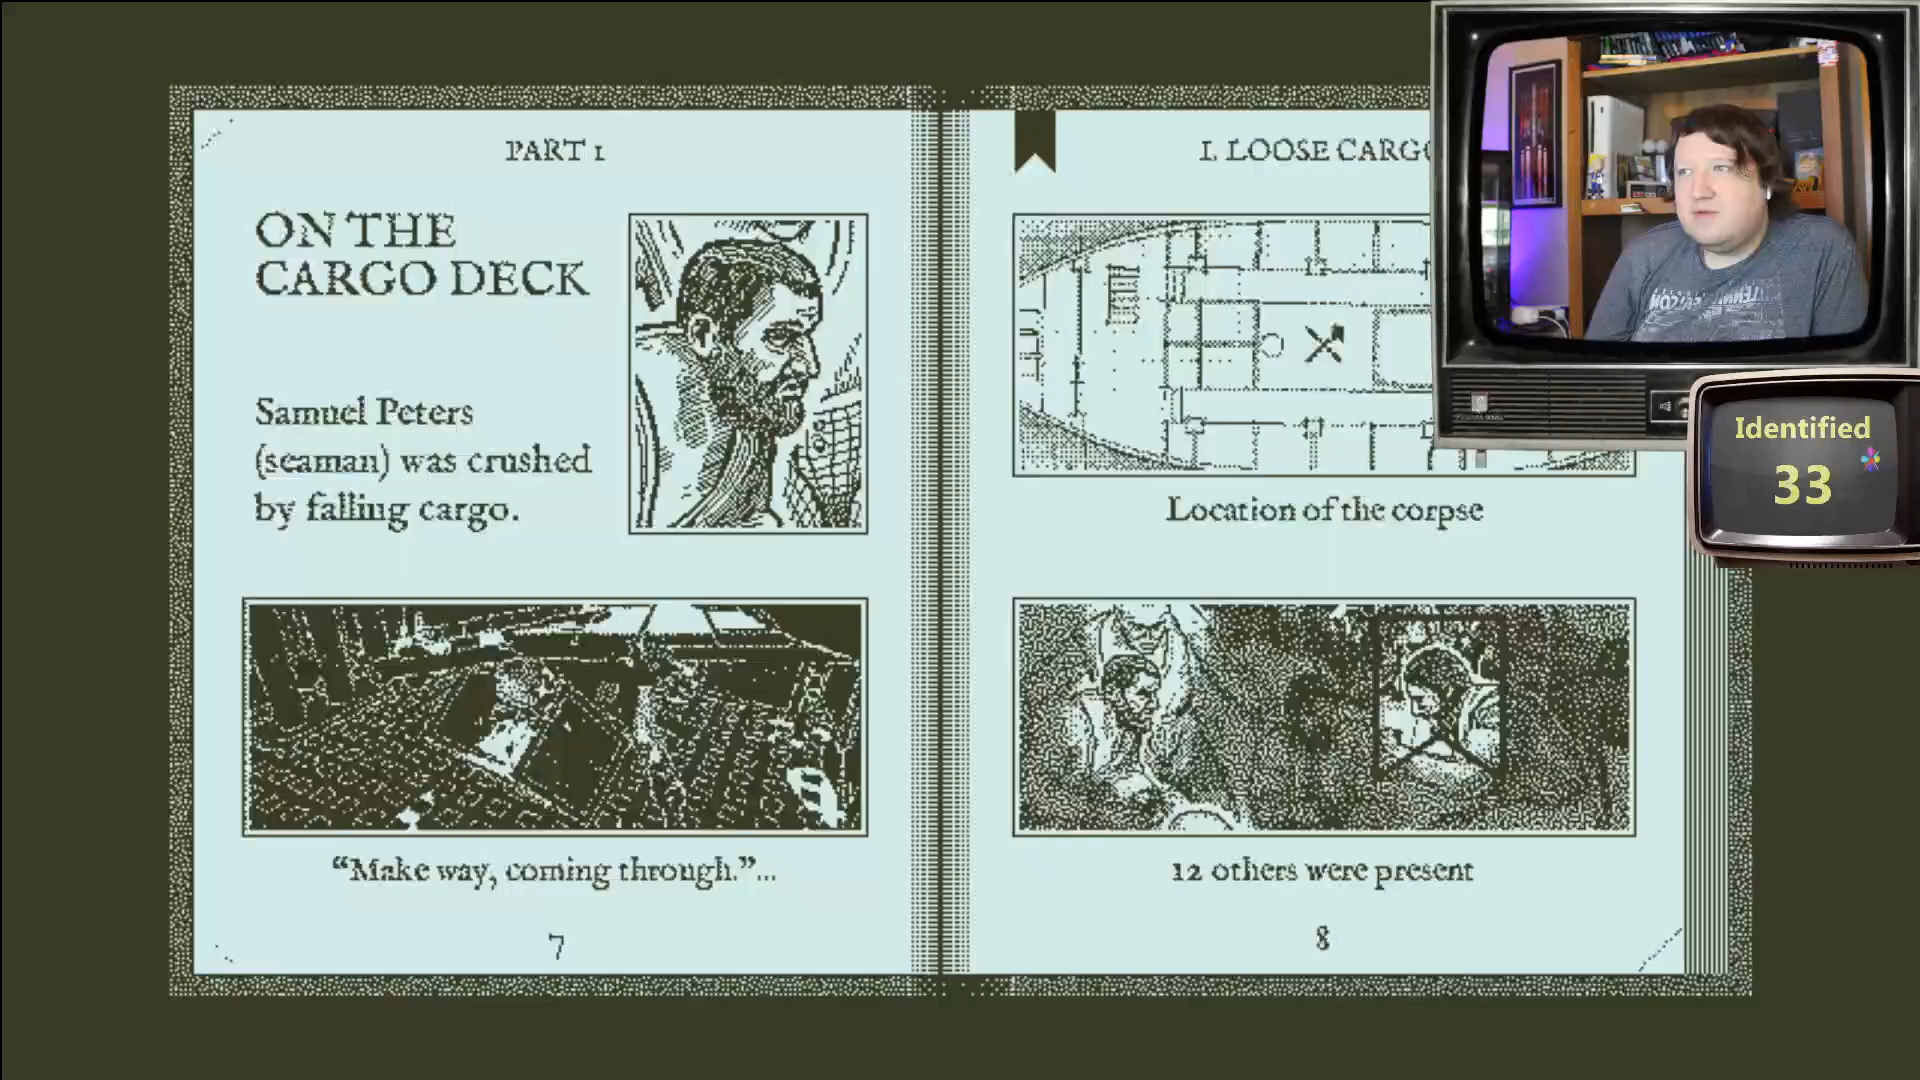 PART 1
ON THE
CARGO DECK
Samuel Peters
(seaman) was crushed
by falling cargo.
"Make way, coming through."...
7
I. LOOSE CARGO
Location of the corpse
12 others were present
8
Identified
33